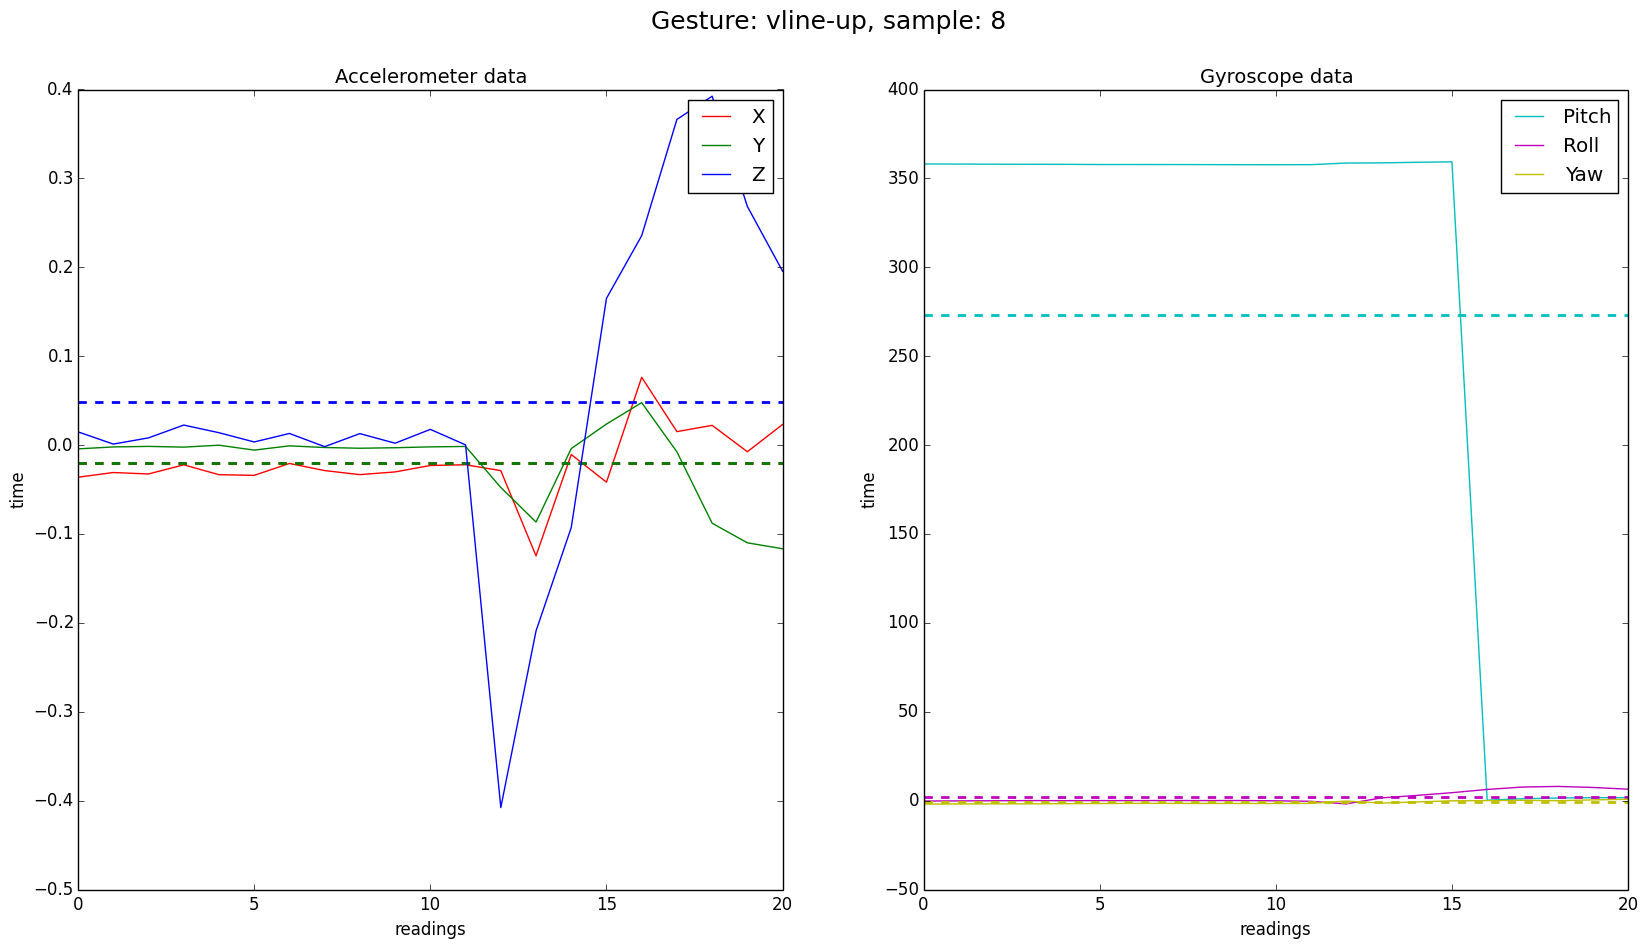 Gesture: vline-up, sample: 8
Accelerometer data
0.4
0.3
0.2
0.1
0.0
−0.1
−0.2
−0.3
−0.4
−0.5
time
X
Y
Z
0 5 10 15 20
readings
Gyroscope data
400
350
300
250
200
150
100
50
0
−50
time
Pitch
Roll
Yaw
0 5 10 15 20
readings